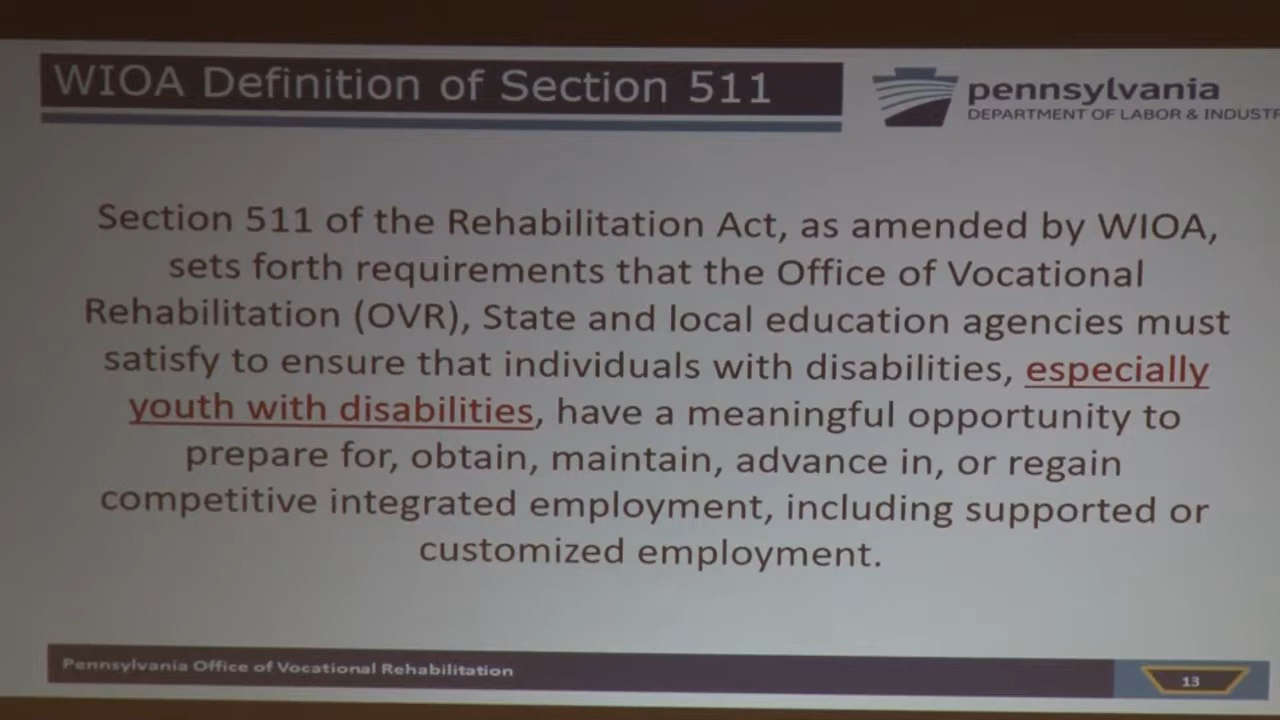 WIOA Definition of Section 511
pennsylvania
DEPARTMENT OF LABOR & INDUSTR
Section 511 of the Rehabilitation Act, as amended by WIOA,
sets forth requirements that the Office of Vocational
Rehabilitation (OVR), State and local education agencies must
satisfy to ensure that individuals with disabilities, especially
youth with disabilities, have a meaningful opportunity to
prepare for, obtain, maintain, advance in, or regain
competitive integrated employment, including supported or
customized employment.
Pennsylvania Office of Vocational Rehabilitation
13